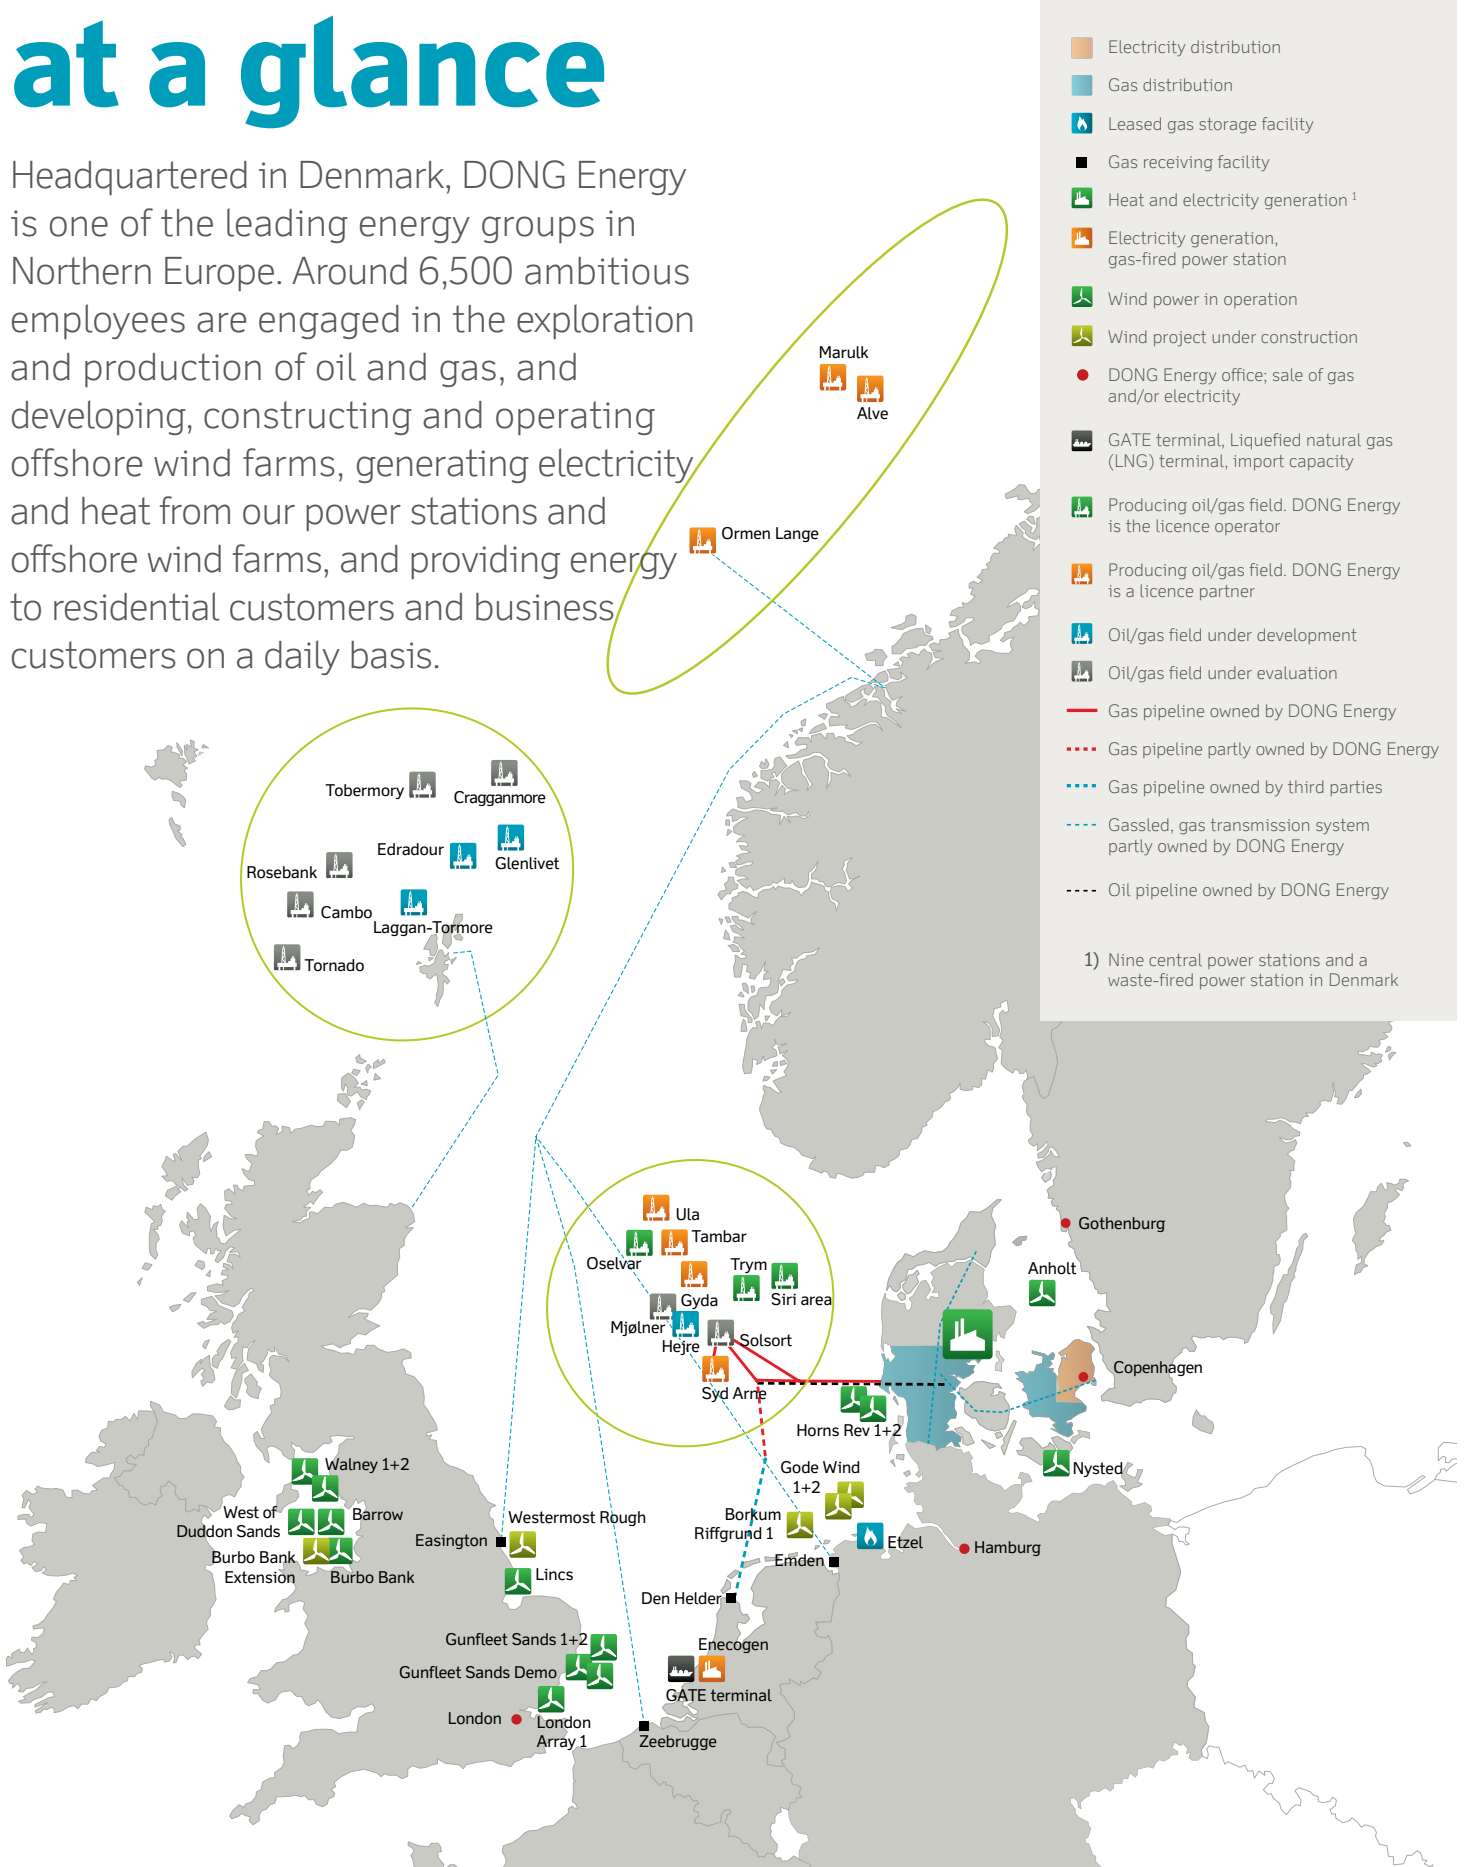 at a glance
Headquartered in Denmark, DONG Energy
is one of the leading energy groups in
Northern Europe. Around 6,500 ambitious
employees are engaged in the exploration
and production of oil and gas, and
developing, constructing and operating
offshore wind farms, generating electricity
and heat from our power stations and
offshore wind farms, and providing energy
to residential customers and business
customers on a daily basis.
Electricity distribution
Gas distribution
Leased gas storage facility
Gas receiving facility
Heat and electricity generation 1
Electricity generation,
gas-fired power station
Wind power in operation
Wind project under construction
DONG Energy office; sale of gas
and/or electricity
GATE terminal, Liquefied natural gas
(LNG) terminal, import capacity
Producing oil/gas field. DONG Energy
is the licence operator
Producing oil/gas field. DONG Energy
is a licence partner
Oil/gas field under development
Oil/gas field under evaluation
Gas pipeline owned by DONG Energy
Gas pipeline partly owned by DONG Energy
Gas pipeline owned by third parties
Gassled, gas transmission system
partly owned by DONG Energy
Oil pipeline owned by DONG Energy
1) Nine central power stations and a
waste-fired power station in Denmark
Marulk
Alve
Ormen Lange
Tobermory
Cragganmore
Edradour
Glenlivet
Rosebank
Cambo
Laggan-Tormore
Tornado
Ula
Tambar
Oselvar
Trym
Gyda
Siri area
Mjølner
Hejre
Solsort
Syd Arne
Gothenburg
Anholt
Copenhagen
Horns Rev 1+2
Nysted
Gode Wind
1+2
Borkum
Riffgrund 1
Etzel
Hamburg
Emden
Den Helder
Enecogen
GATE terminal
Zeebrugge
Walney 1+2
West of
Duddon Sands
Barrow
Burbo Bank
Extension
Burbo Bank
Westermost Rough
Easington
Lincs
Gunfleet Sands 1+2
Gunfleet Sands Demo
London
London
Array 1